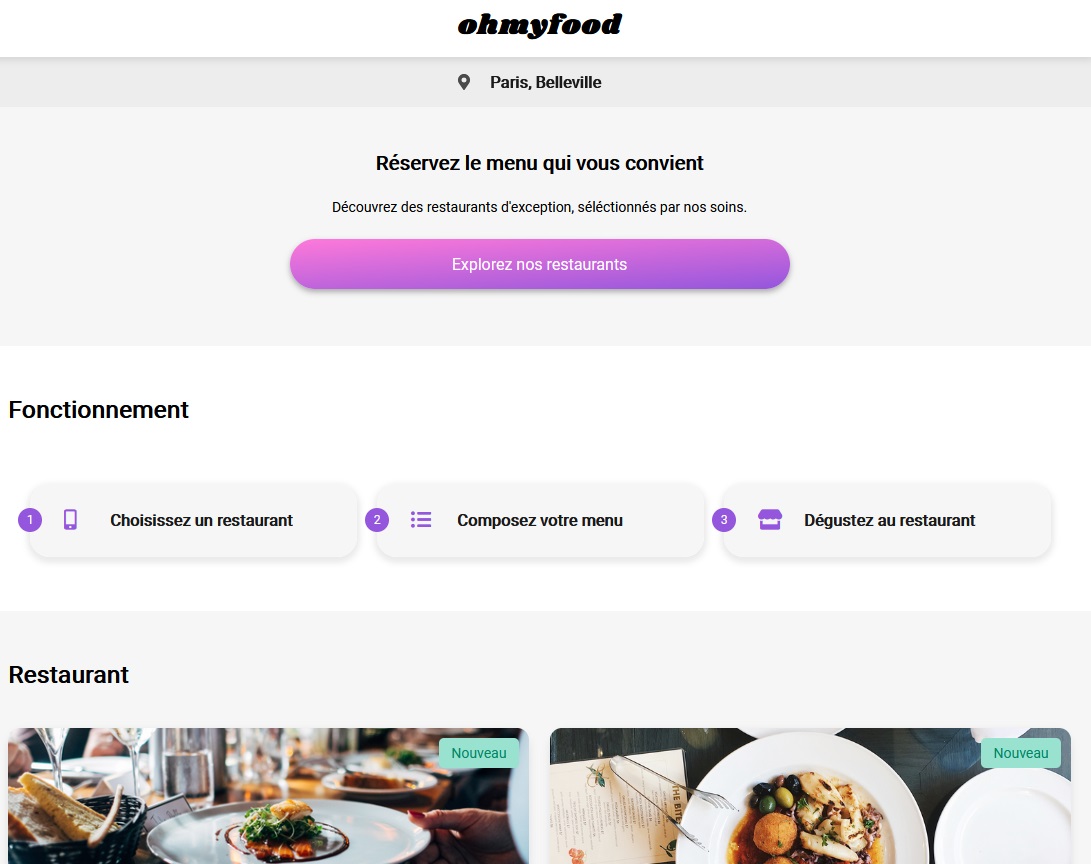 ohmyfood
Paris, Belleville
Réservez le menu qui vous convient
Découvrez des restaurants d'exception, séléctionnés par nos soins.
Explorez nos restaurants
Fonctionnement
1 Choisissez un restaurant
2 Composez votre menu
3 Dégustez au restaurant
Restaurant
Nouveau
Nouveau